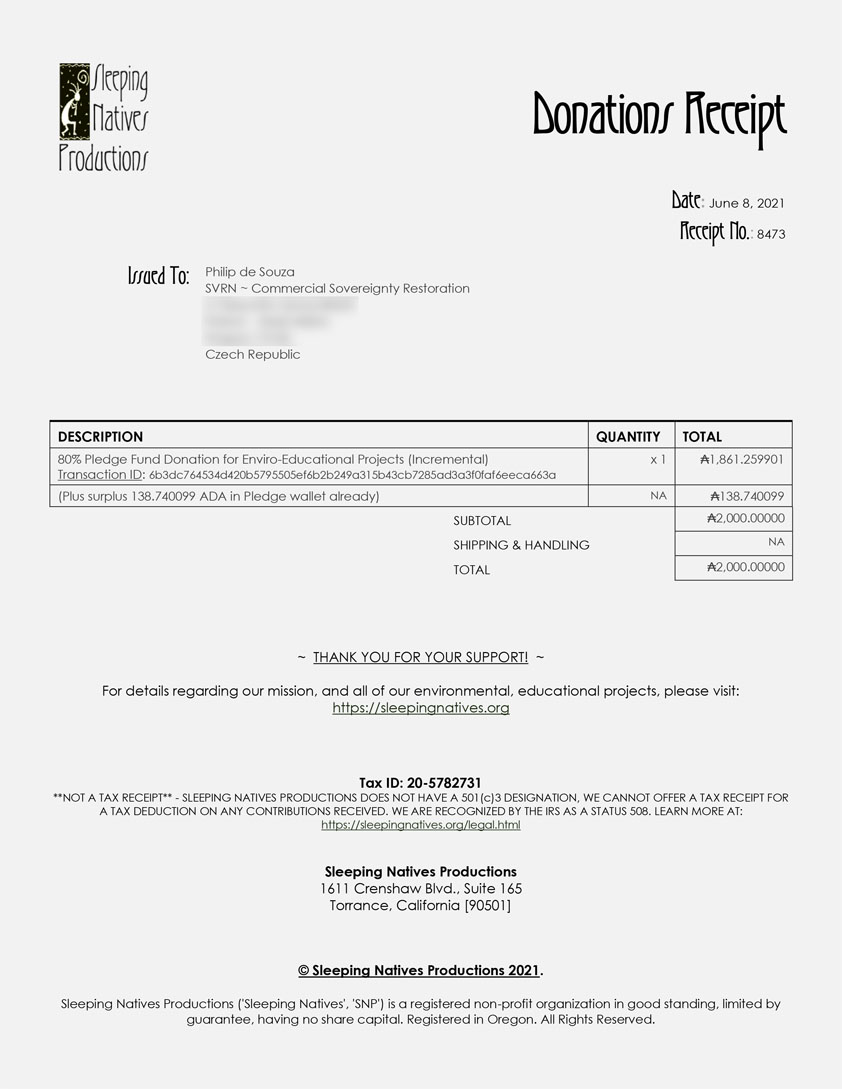 Sleeping
Natives
Productions
Donations Receipt
Date: June 8, 2021
Receipt No.: 8473
Issued To:
Philip de Souza
SVRN ~ Commercial Sovereignty Restoration
Czech Republic
DESCRIPTION QUANTITY TOTAL
80% Pledge Fund Donation for Enviro-Educational Projects (Incremental) x 1 ₳1,861.259901
Transaction ID: 6b3dc764534d420b5795505ef6b2b249a315b43cb7285ad3a3f0faf6eeca663a
(Plus surplus 138.740099 ADA in Pledge wallet already) NA ₳138.740099
SUBTOTAL ₳2,000.00000
SHIPPING & HANDLING NA
TOTAL ₳2,000.00000
~ THANK YOU FOR YOUR SUPPORT! ~
For details regarding our mission, and all of our environmental, educational projects, please visit:
https://sleepingnatives.org
Tax ID: 20-5782731
**NOT A TAX RECEIPT** - SLEEPING NATIVES PRODUCTIONS DOES NOT HAVE A 501(c)3 DESIGNATION, WE CANNOT OFFER A TAX RECEIPT FOR
A TAX DEDUCTION ON ANY CONTRIBUTIONS RECEIVED. WE ARE RECOGNIZED BY THE IRS AS A STATUS 508. LEARN MORE AT:
https://sleepingnatives.org/legal.html
Sleeping Natives Productions
1611 Crenshaw Blvd., Suite 165
Torrance, California [90501]
© Sleeping Natives Productions 2021.
Sleeping Natives Productions ('Sleeping Natives', 'SNP') is a registered non-profit organization in good standing, limited by
guarantee, having no share capital. Registered in Oregon. All Rights Reserved.